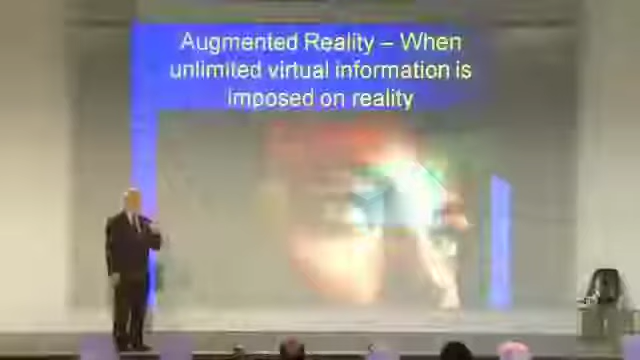 Augmented Reality – When
unlimited virtual information is
imposed on reality